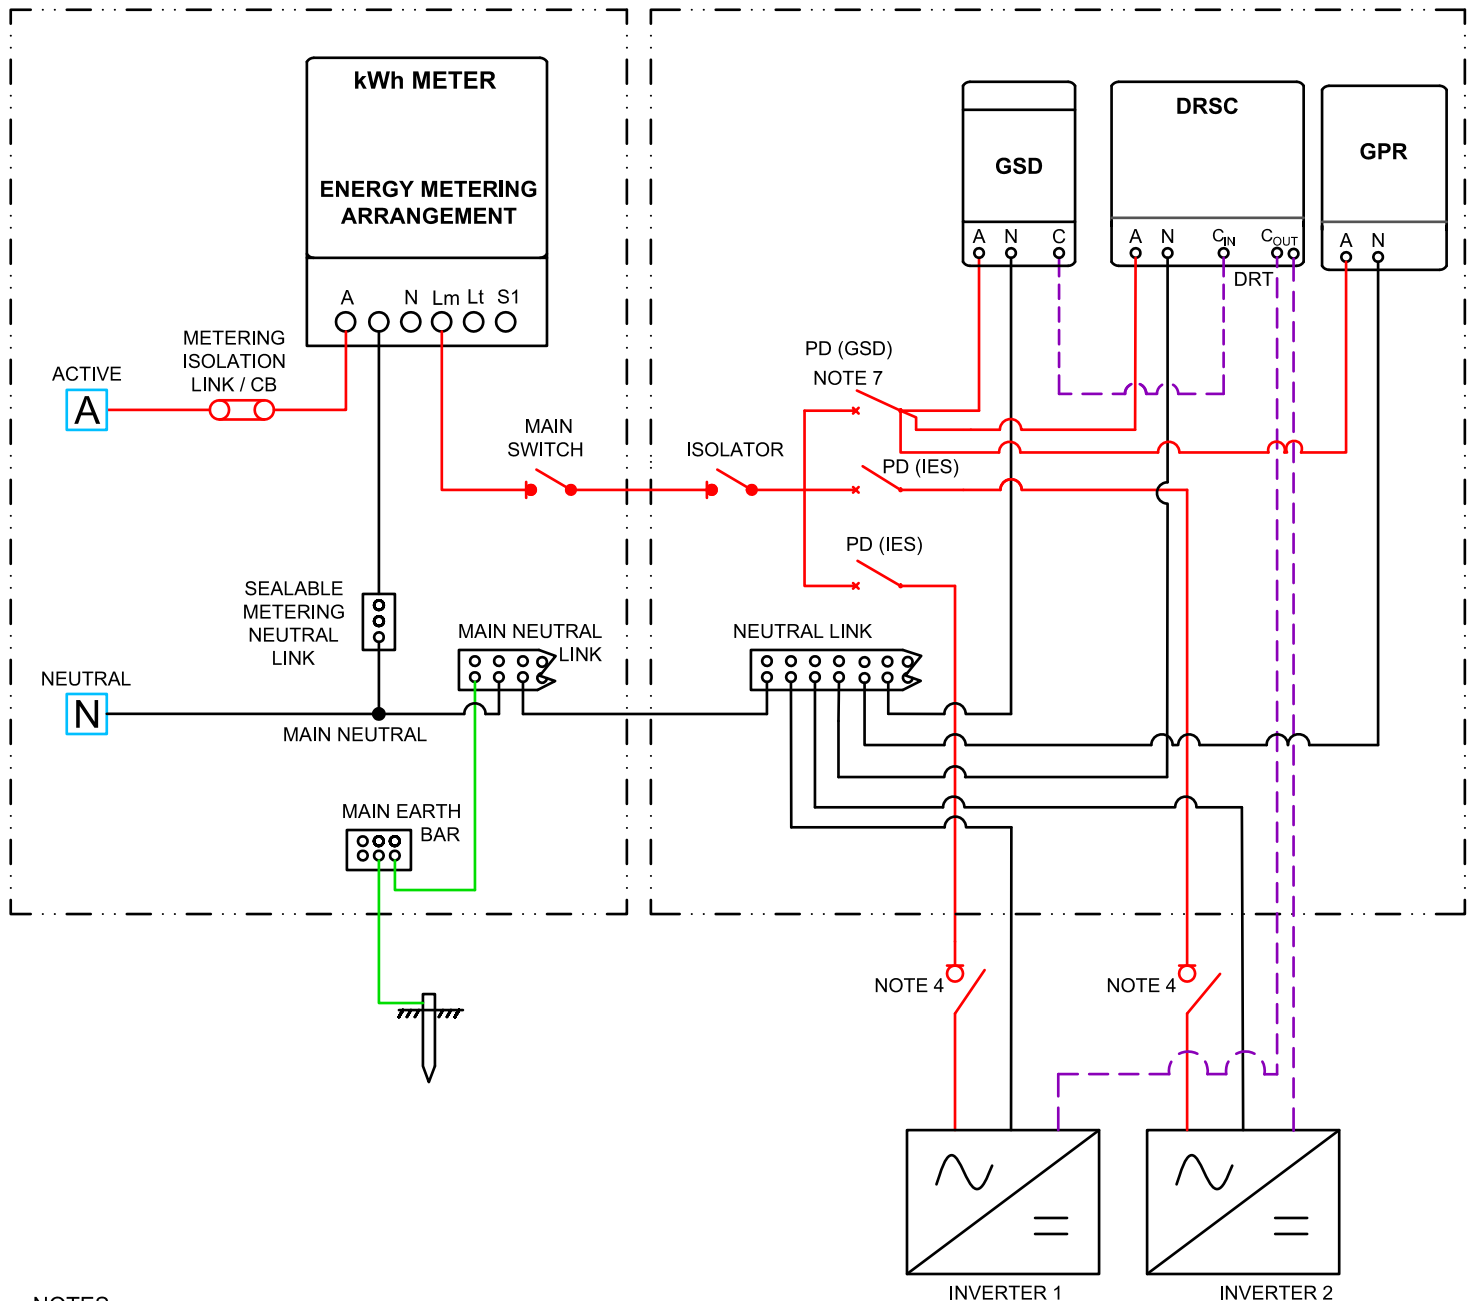 kWh METER
ENERGY METERING
ARRANGEMENT
A
N
Lm
Lt
S1
METERING
ISOLATION
LINK / CB
ACTIVE
A
MAIN
SWITCH
SEALABLE
METERING
NEUTRAL
LINK
MAIN NEUTRAL
LINK
NEUTRAL
N
MAIN NEUTRAL
MAIN EARTH
BAR
GSD
A N C
DRSC
A N CIN COUT
DRT
GPR
A N
PD (GSD)
NOTE 7
ISOLATOR
PD (IES)
PD (IES)
NEUTRAL LINK
NOTE 4
NOTE 4
INVERTER 1
INVERTER 2